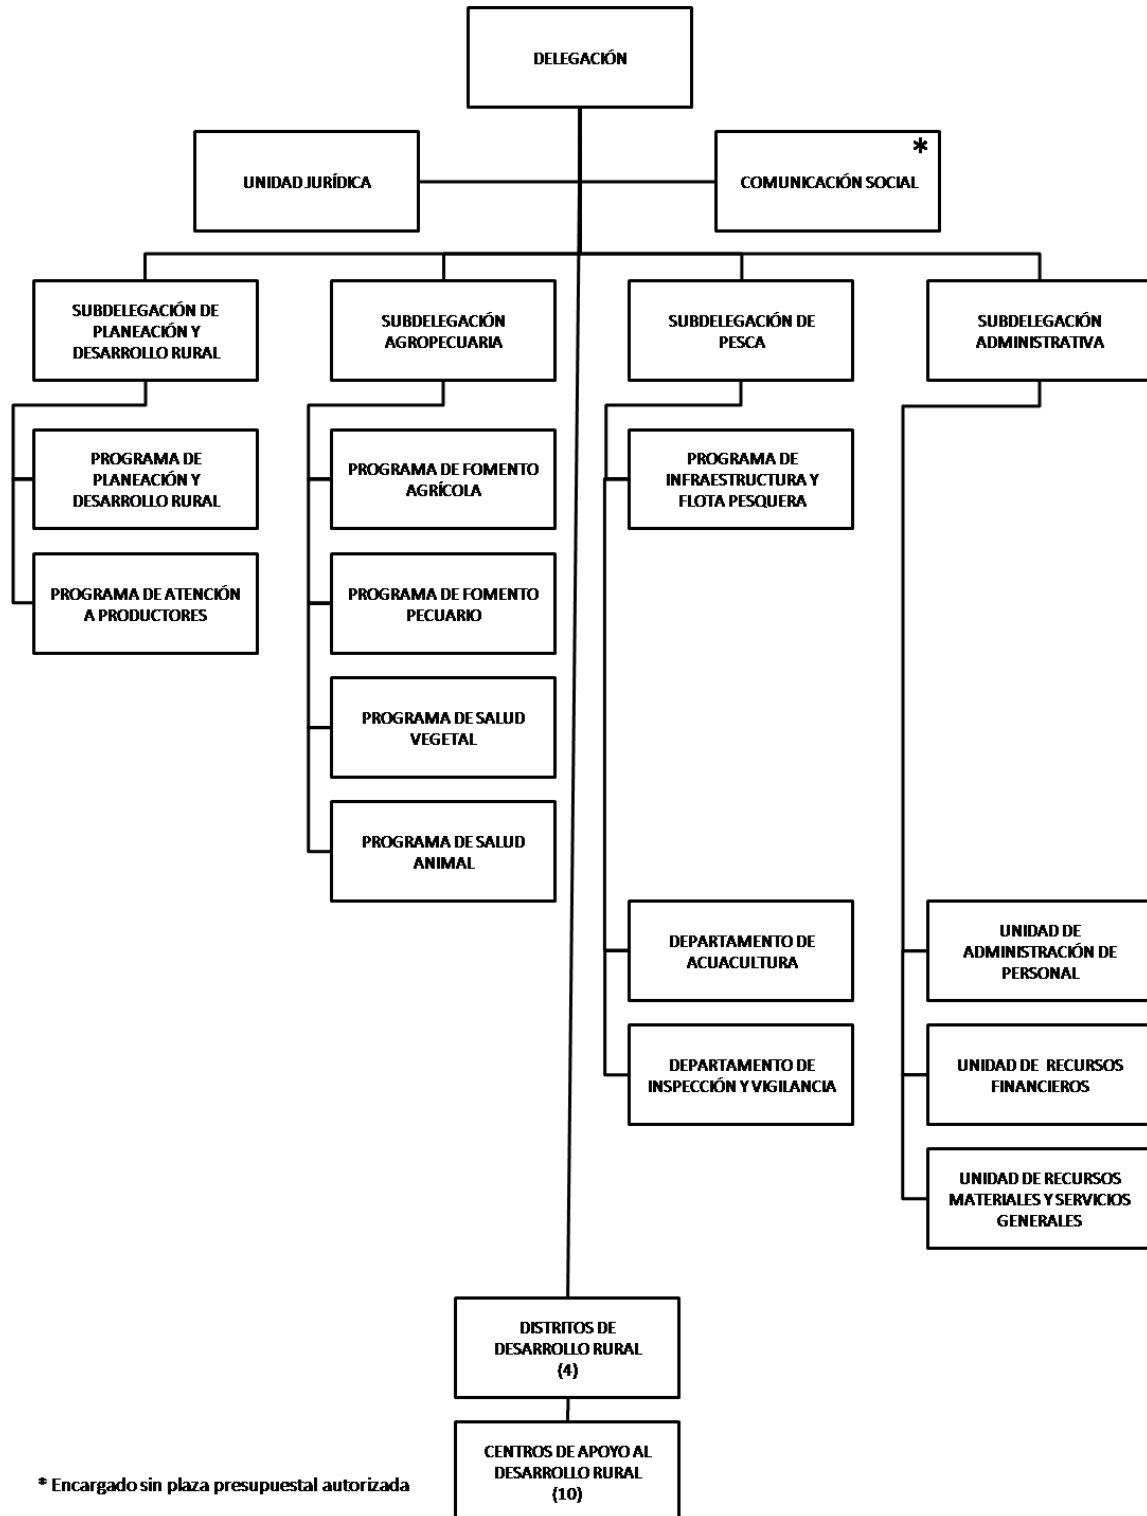 DELEGACIÓN
UNIDAD JURÍDICA
*
COMUNICACIÓN SOCIAL
SUBDELEGACIÓN DE
PLANEACIÓN Y
DESARROLLO RURAL
SUBDELEGACIÓN
AGROPECUARIA
SUBDELEGACIÓN DE
PESCA
SUBDELEGACIÓN
ADMINISTRATIVA
PROGRAMA DE
PLANEACIÓN Y
DESARROLLO RURAL
PROGRAMA DE FOMENTO
AGRÍCOLA
PROGRAMA DE
INFRAESTRUCTURA Y
FLOTA PESQUERA
PROGRAMA DE ATENCIÓN
A PRODUCTORES
PROGRAMA DE FOMENTO
PECUARIO
PROGRAMA DE SALUD
VEGETAL
PROGRAMA DE SALUD
ANIMAL
DEPARTAMENTO DE
ACUACULTURA
UNIDAD DE
ADMINISTRACIÓN DE
PERSONAL
DEPARTAMENTO DE
INSPECCIÓN Y VIGILANCIA
UNIDAD DE RECURSOS
FINANCIEROS
UNIDAD DE RECURSOS
MATERIALES Y SERVICIOS
GENERALES
DISTRITOS DE
DESARROLLO RURAL
(4)
CENTROS DE APOYO AL
DESARROLLO RURAL
(10)
* Encargado sin plaza presupuestal autorizada